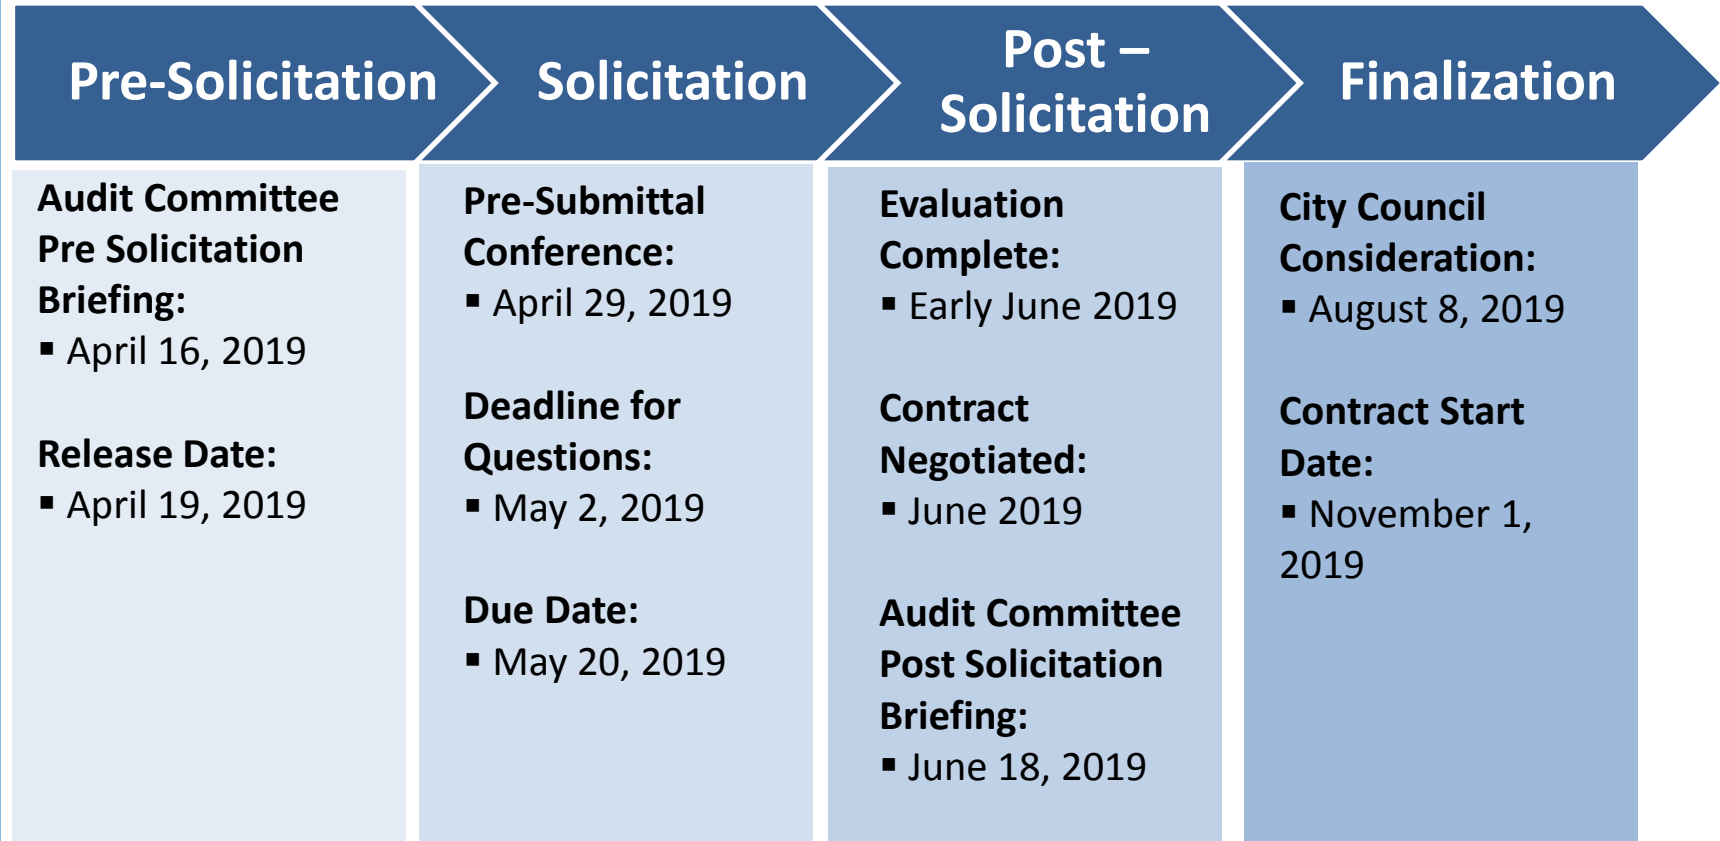 Pre-Solicitation
Solicitation
Post –
Solicitation
Finalization
Audit Committee
Pre Solicitation
Briefing:
▪ April 16, 2019
Release Date:
▪ April 19, 2019
Pre-Submittal
Conference:
▪ April 29, 2019
Deadline for
Questions:
▪ May 2, 2019
Due Date:
▪ May 20, 2019
Evaluation
Complete:
▪ Early June 2019
Contract
Negotiated:
▪ June 2019
Audit Committee
Post Solicitation
Briefing:
▪ June 18, 2019
City Council
Consideration:
▪ August 8, 2019
Contract Start
Date:
▪ November 1,
2019